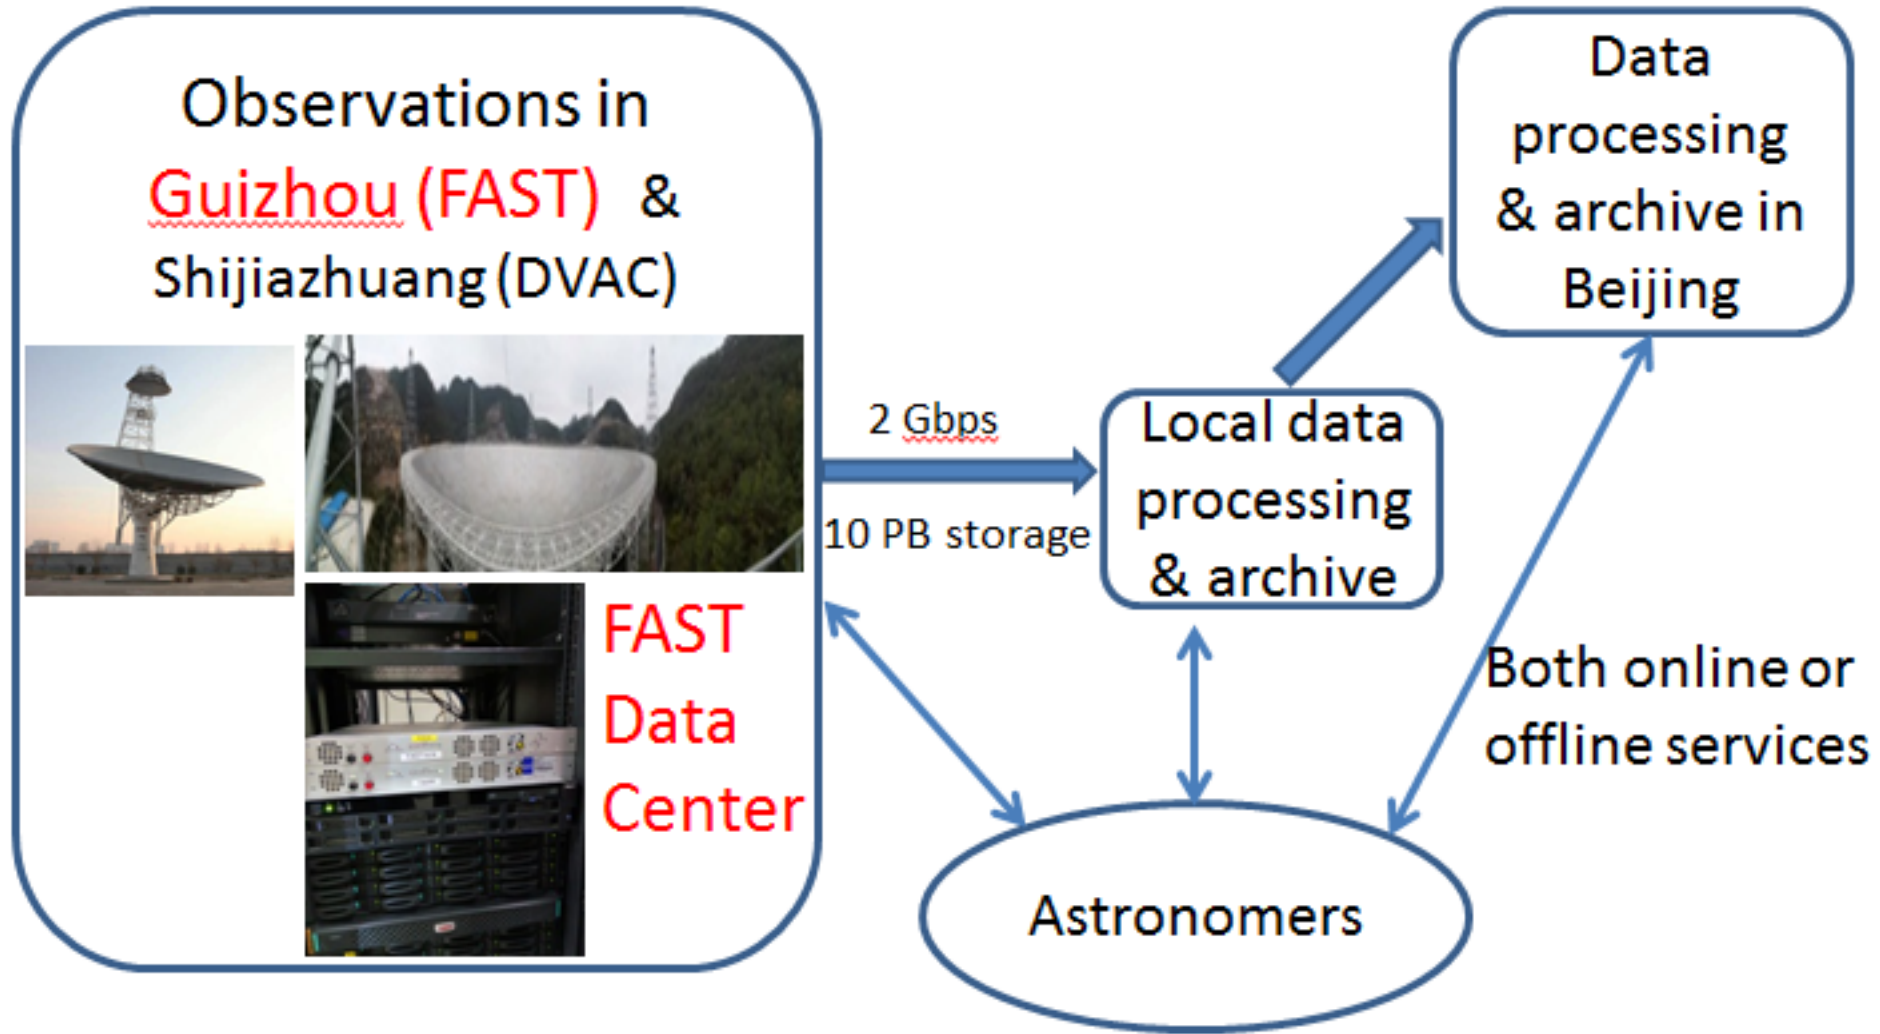 Observations in
Guizhou (FAST) &
Shijiazhuang (DVAC)
FAST
Data
Center
2 Gbps
10 PB storage
Local data
processing
& archive
Data
processing
& archive in
Beijing
Both online or
offline services
Astronomers